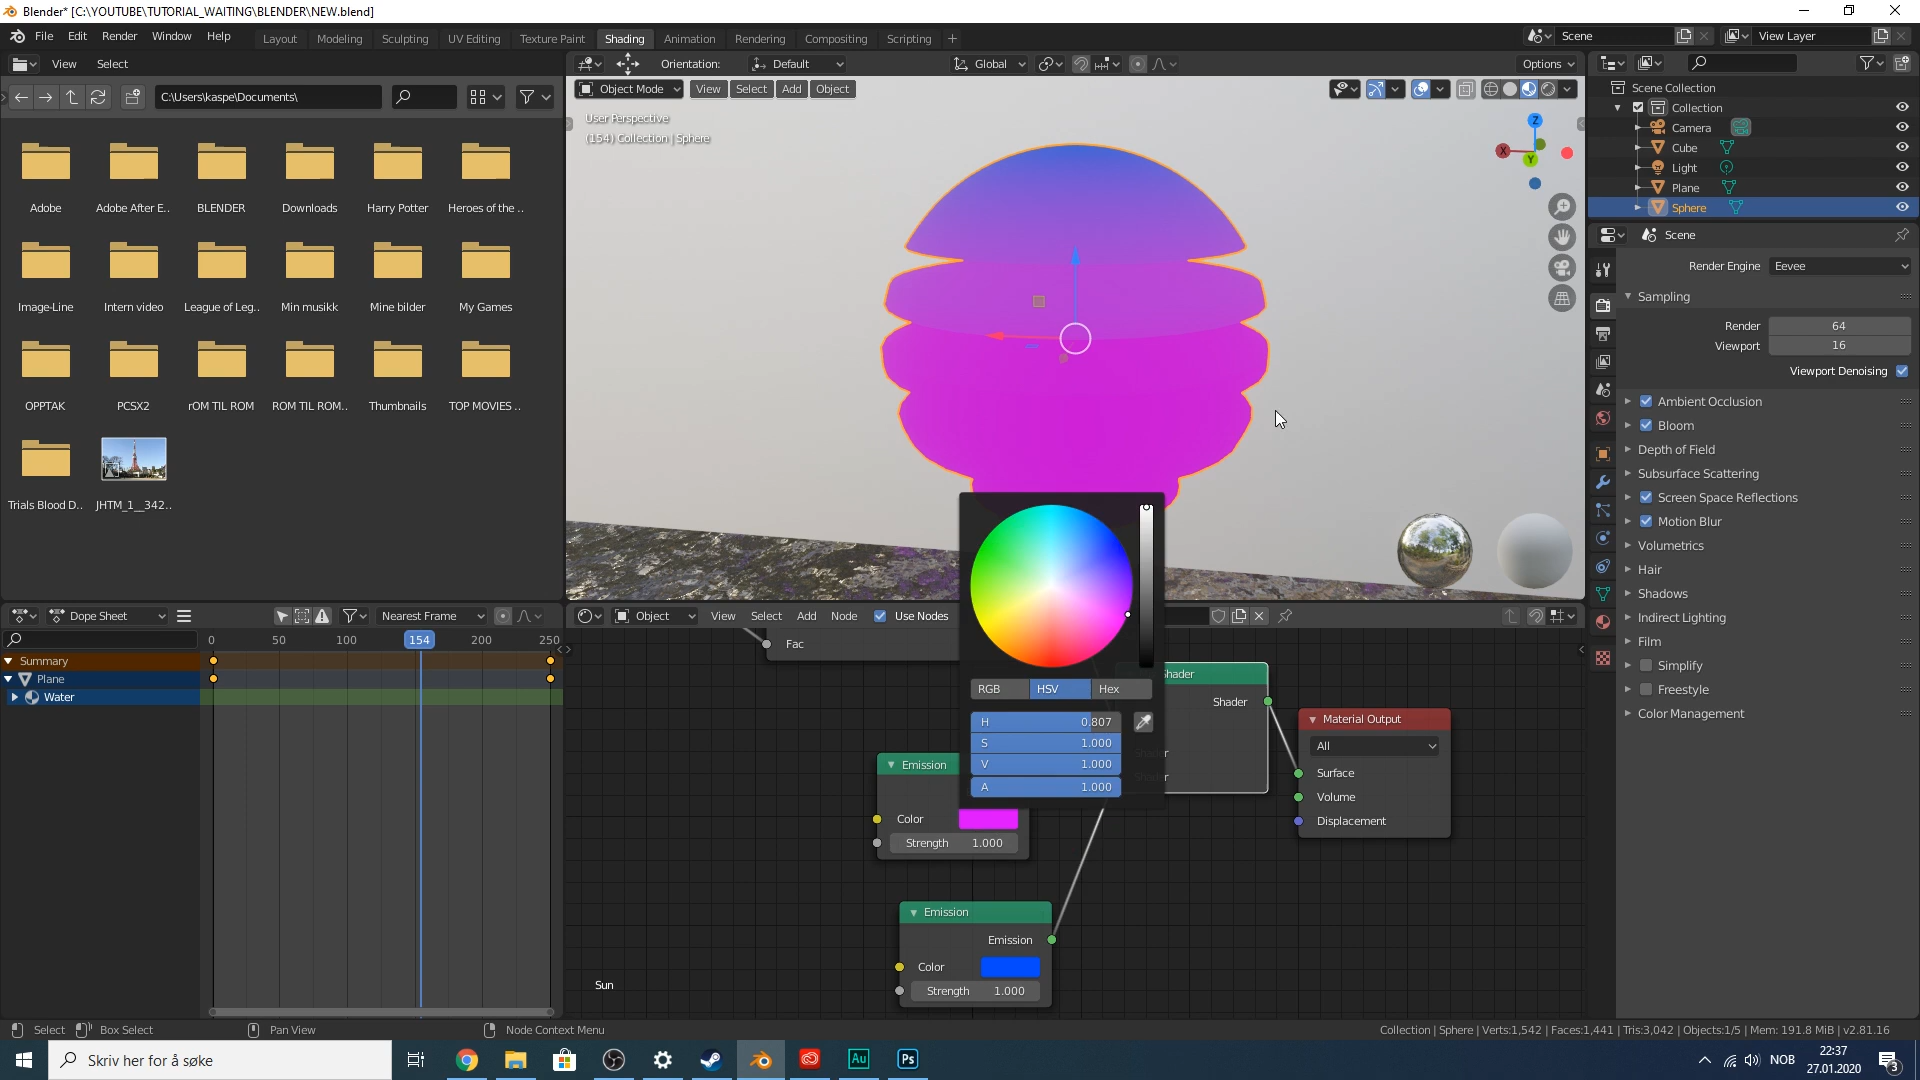 Blender* [C:\YOUTUBE\TUTORIAL_WAITING\BLENDER\NEW.blend]
File Edit Render Window Help Layout Modeling Sculpting UV Editing Texture Paint Shading Animation Rendering Compositing Scripting + Scene View Layer
View Select
Orientation: Default Global Options
C:\Users\kaspe\Documents\
Object Mode View Select Add Object
User Perspective
(154) Collection | Sphere
Z
X
Y
Adobe Adobe After E.. BLENDER Downloads Harry Potter Heroes of the ..
Image-Line Intern video League of Leg.. Min musikk Mine bilder My Games
OPPTAK PCSX2 rOM TIL ROM ROM TIL ROM.. Thumbnails TOP MOVIES ..
Trials Blood D.. JHTM_1__342..
Scene Collection
Collection
Camera
Cube
Light
Plane
Sphere
Scene
Render Engine Eevee
Sampling
Render 64
Viewport 16
Viewport Denoising
Ambient Occlusion
Bloom
Depth of Field
Subsurface Scattering
Screen Space Reflections
Motion Blur
Volumetrics
Hair
Shadows
Indirect Lighting
Film
Simplify
Freestyle
Color Management
Dope Sheet Nearest Frame
0 50 100 154 200 250
Summary
Plane
Water
Object View Select Add Node Use Nodes
Fac
RGB HSV Hex
H 0.807
S 1.000
V 1.000
A 1.000
Shader
Shader
Shader
Material Output
All
Surface
Volume
Displacement
Emission
Color
Strength 1.000
Emission
Emission
Color
Strength 1.000
Sun
Select Box Select Pan View Node Context Menu
Collection | Sphere | Verts:1,542 | Faces:1,441 | Tris:3,042 | Objects:1/5 | Mem: 191.8 MiB | v2.81.16
Skriv her for å søke
Au
Ps
NOB
22:37
27.01.2020
3